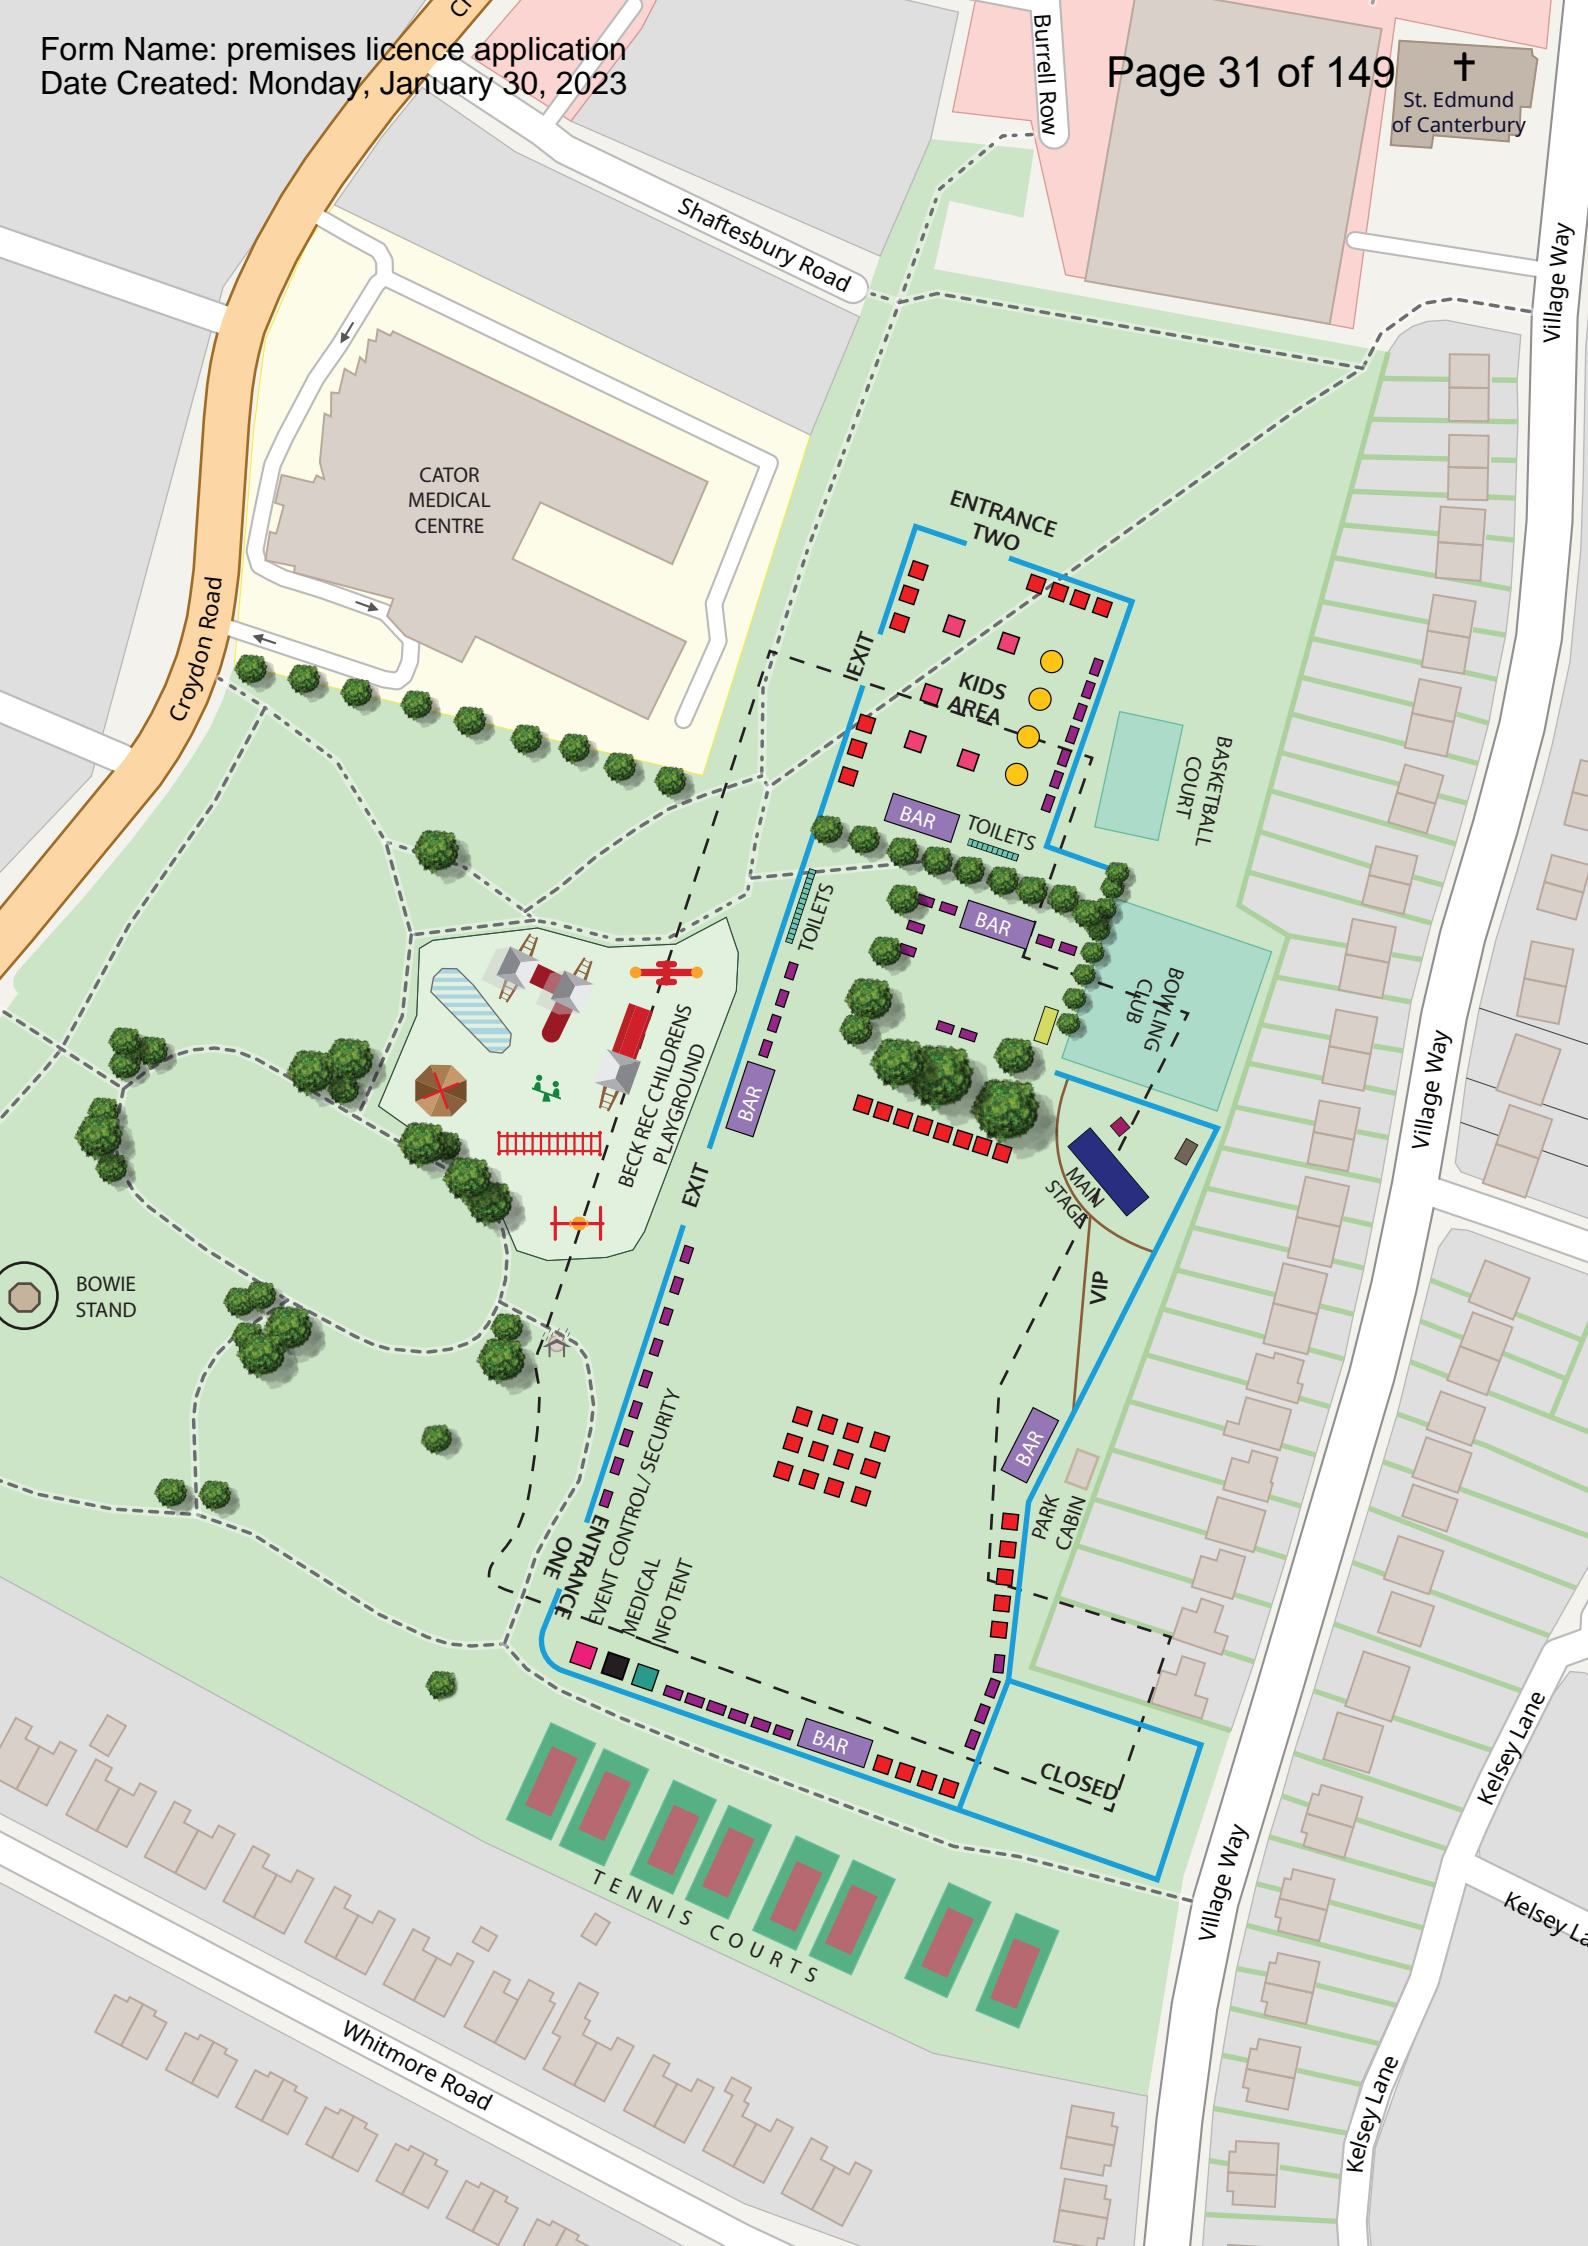 Form Name: premises licence application
Date Created: Monday, January 30, 2023
Page 31 of 149
Burrell Row
St. Edmund
of Canterbury
Shaftesbury Road
Village Way
CATOR
MEDICAL
CENTRE
ENTRANCE
TWO
Croydon Road
EXIT
KIDS
AREA
BASKETBALL
COURT
BAR
TOILETS
TOILETS
BAR
BOWLING
CLUB
BECK REC CHILDRENS
PLAYGROUND
BAR
EXIT
MAIN
STAGE
Village Way
VIP
BOWIE
STAND
BAR
PARK
CABIN
ENTRANCE
ONE
EVENT CONTROL/ SECURITY
MEDICAL
INFO TENT
BAR
CLOSED
Kelsey Lane
Village Way
TENNIS COURTS
Whitmore Road
Kelsey Lane